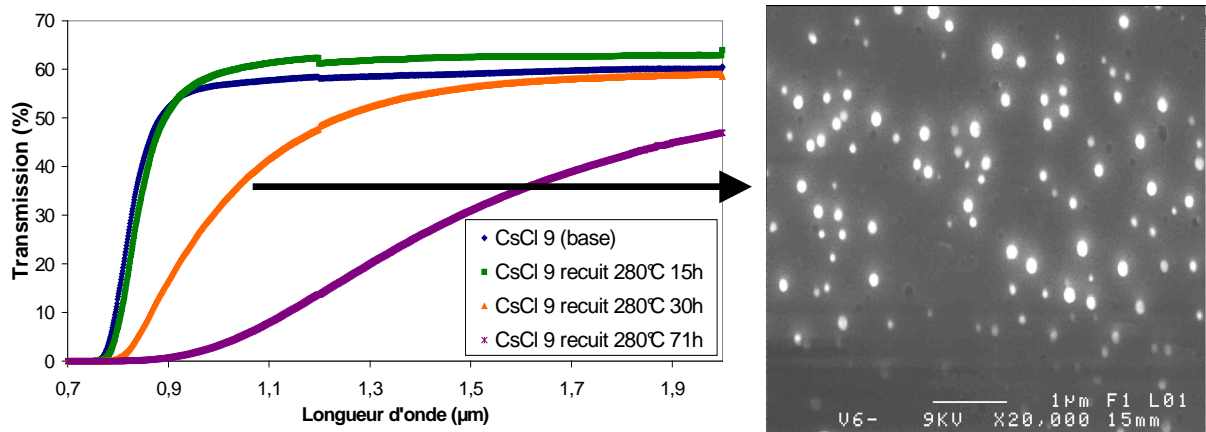 70
60
50
40
30
20
10
0
Transmission (%)
0,7 0,9 1,1 1,3 1,5 1,7 1,9
Longueur d'onde (µm)
CsCl 9 (base)
CsCl 9 recuit 280°C 15h
CsCl 9 recuit 280°C 30h
CsCl 9 recuit 280°C 71h
1µm F1 L01
V6- 9KV X20,000 15mm